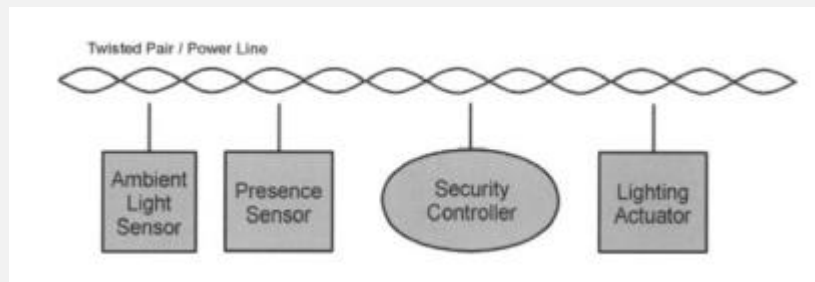 Twisted Pair / Power Line
Ambient
Light
Sensor
Presence
Sensor
Security
Controller
Lighting
Actuator